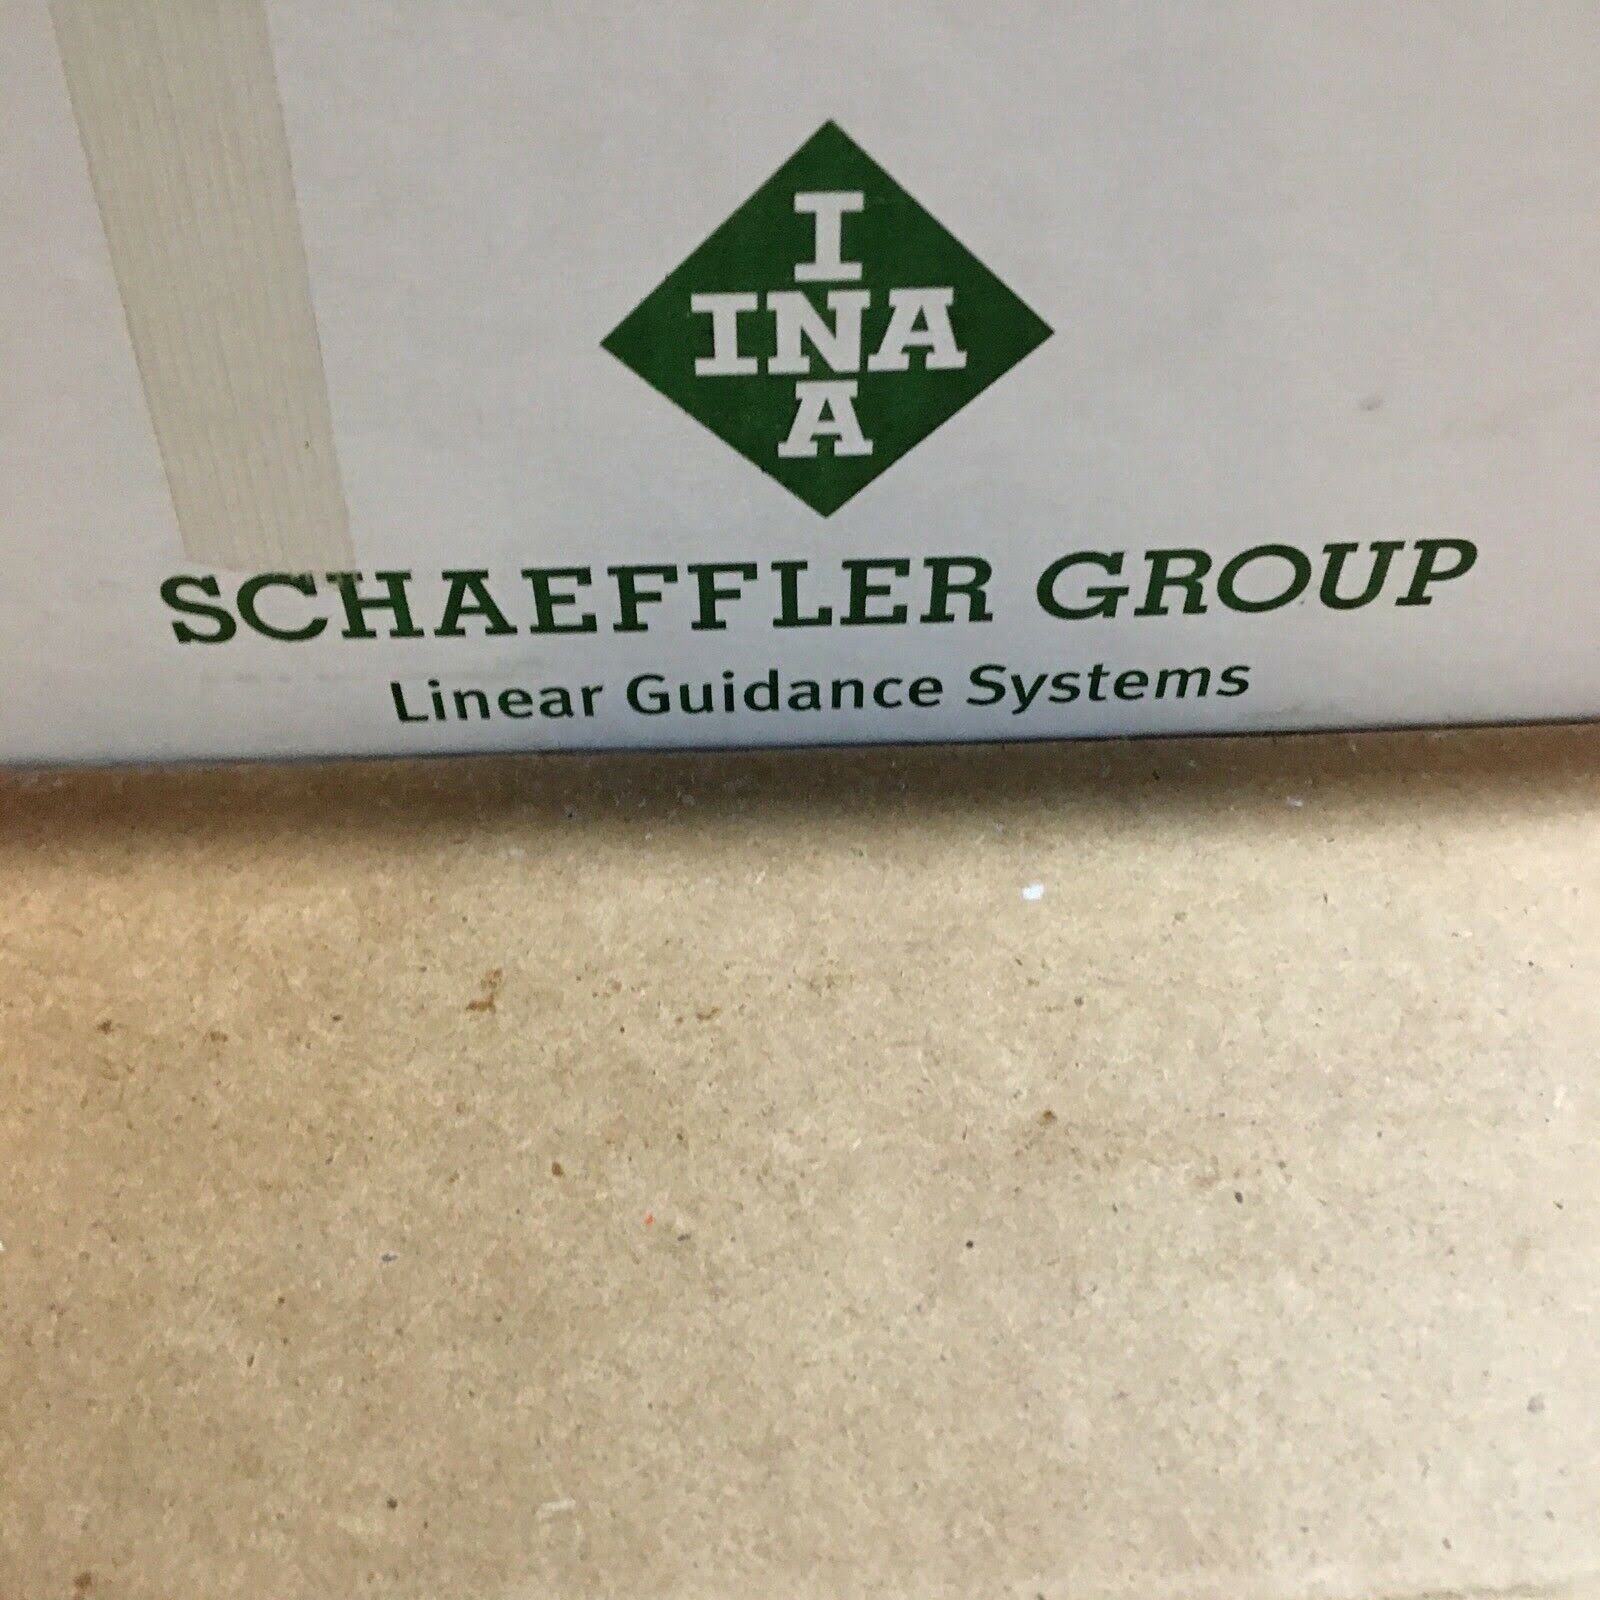 I
INA
A
SCHAEFFLER GROUP
Linear Guidance Systems